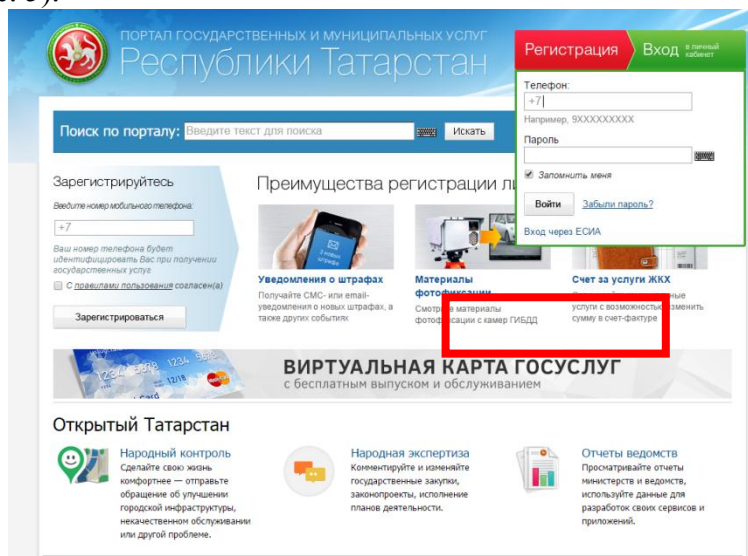 . 3).
ПОРТАЛ ГОСУДАРСТВЕННЫХ И МУНИЦИПАЛЬНЫХ УСЛУГ
Республики Татарстан
Регистрация Вход в личный кабинет
Телефон:
+7
Например, 9XXXXXXXXX
Пароль
Запомнить меня
Войти Забыли пароль?
Вход через ЕСИА
Поиск по порталу: Введите текст для поиска Искать
Зарегистрируйтесь
Введите номер мобильного телефона:
+7
Ваш номер телефона будет
идентифицировать Вас при получении
государственных услуг
С правилами пользования согласен(а)
Зарегистрироваться
Преимущества регистрации ли
Уведомления о штрафах
Получайте СМС- или email-
уведомления о новых штрафах, а
также других событиях
Материалы
фотофиксации
Смотрите материалы
фотофиксации с камер ГИБДД
Счет за услуги ЖКХ
услуги с возможностью изменить
сумму в счет-фактуре
1234 5678
12/18
ВИРТУАЛЬНАЯ КАРТА ГОСУСЛУГ
с бесплатным выпуском и обслуживанием
Открытый Татарстан
Народный контроль
Сделайте свою жизнь
комфортнее — отправьте
обращение об улучшении
городской инфраструктуры,
некачественном обслуживании
или другой проблеме.
Народная экспертиза
Комментируйте и изменяйте
государственные закупки,
законопроекты, исполнение
планов деятельности.
Отчеты ведомств
Просматривайте отчеты
министерств и ведомств,
используйте данные для
разработок своих сервисов и
приложений.